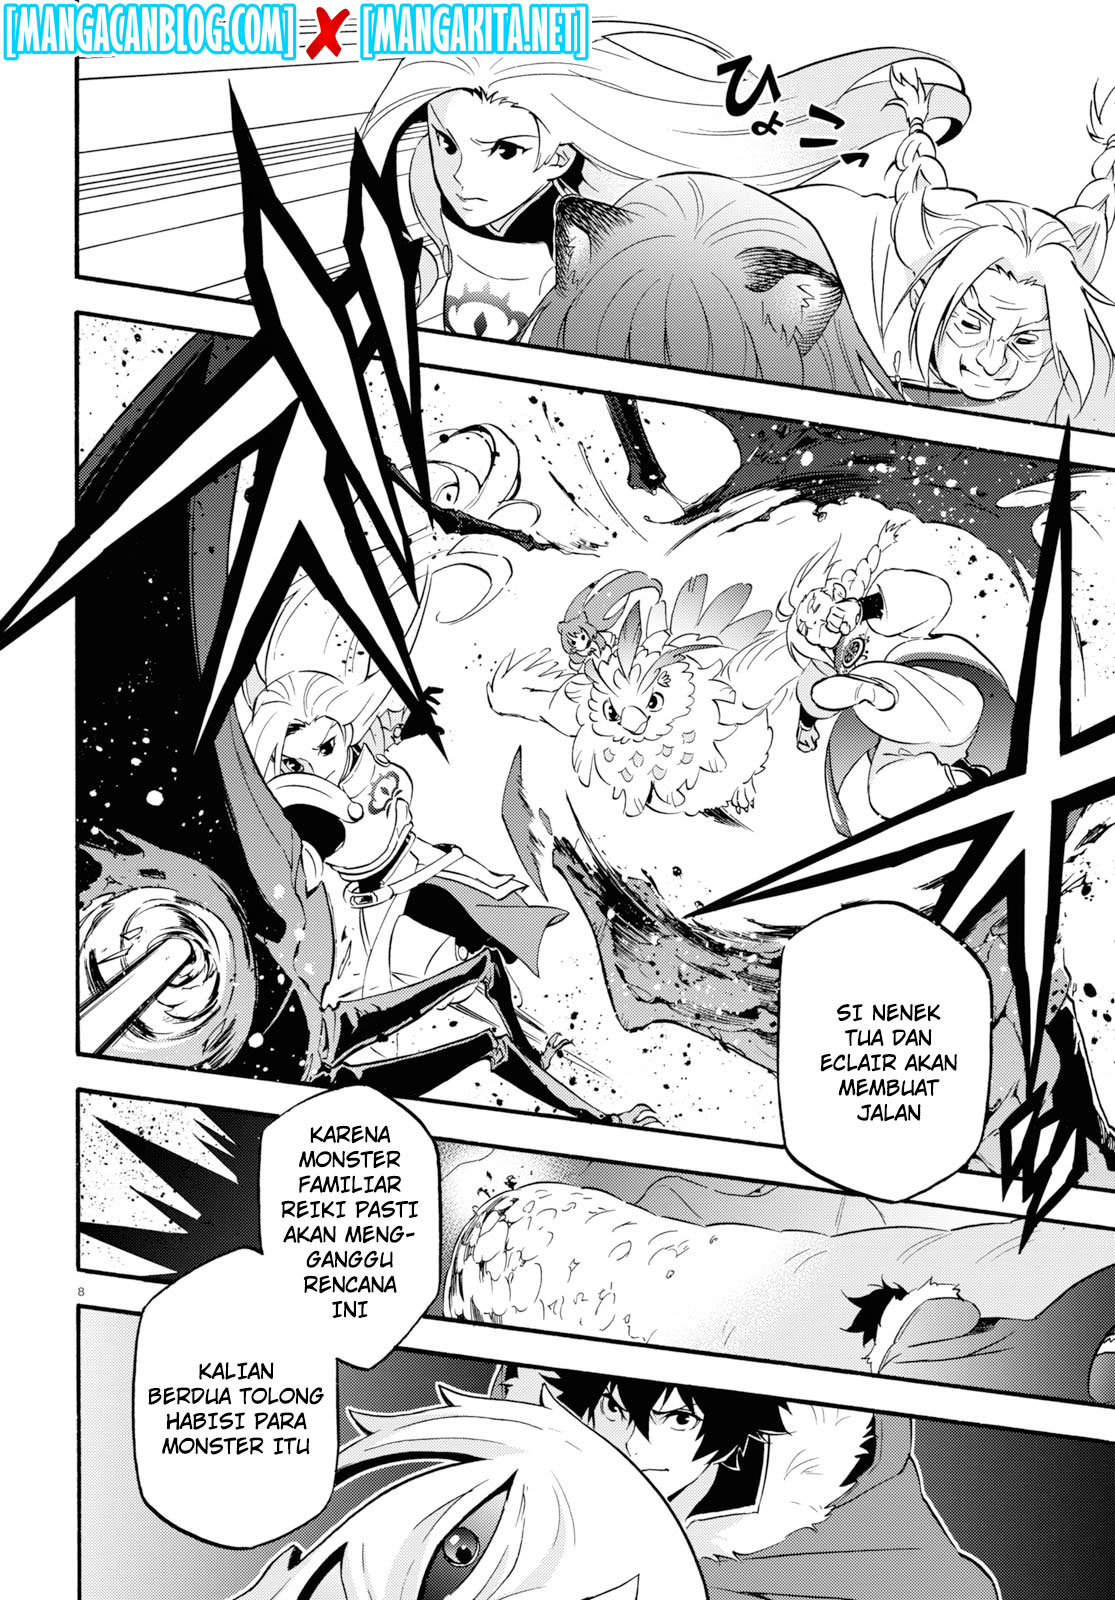 [MANGACANBLOG.COM] X [MANGAKITA.NET]
ひょこっ
SI NENEK
TUA DAN
ECLAIR AKAN
MEMBUAT
JALAN
KARENA
MONSTER
FAMILIAR
REIKI PASTI
AKAN MENG-
GANGGU
RENCANA
INI
KALIAN
BERDUA TOLONG
HABISI PARA
MONSTER ITU
8